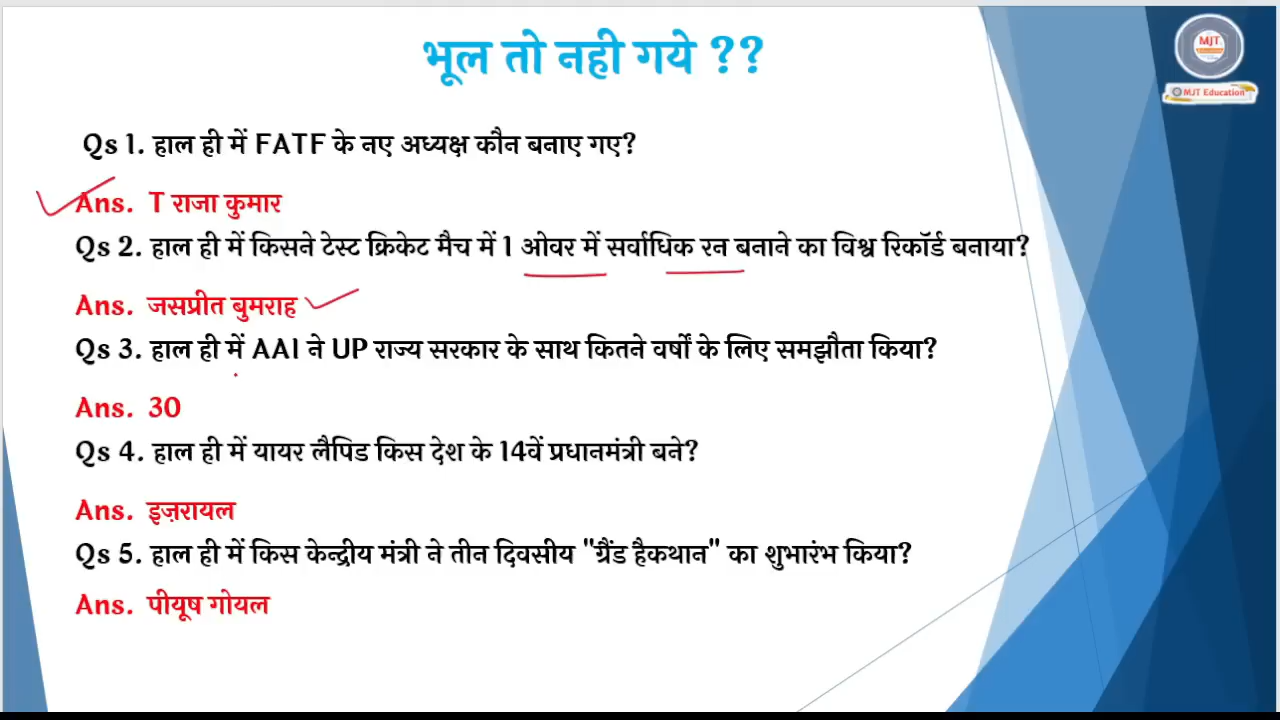 भूल तो नही गये ??
MJT
MJT Education
Qs 1. हाल ही में FATF के नए अध्यक्ष कौन बनाए गए?
Ans. T राजा कुमार
Qs 2. हाल ही में किसने टेस्ट क्रिकेट मैच में 1 ओवर में सर्वाधिक रन बनाने का विश्व रिकॉर्ड बनाया?
Ans. जसप्रीत बुमराह
Qs 3. हाल ही में AAI ने UP राज्य सरकार के साथ कितने वर्षों के लिए समझौता किया?
Ans. 30
Qs 4. हाल ही में यायर लैपिड किस देश के 14वें प्रधानमंत्री बने?
Ans. इज़रायल
Qs 5. हाल ही में किस केन्द्रीय मंत्री ने तीन दिवसीय "ग्रैंड हैकथान" का शुभारंभ किया?
Ans. पीयूष गोयल